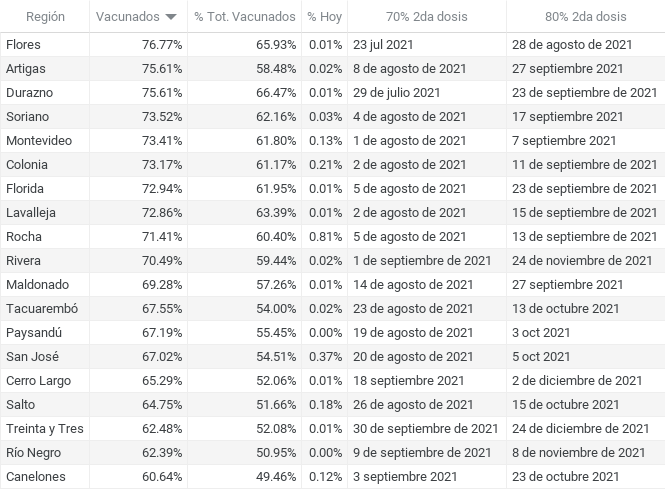 Región Vacunados % Tot. Vacunados % Hoy 70% 2da dosis 80% 2da dosis
Flores 76.77% 65.93% 0.01% 23 jul 2021 28 de agosto de 2021
Artigas 75.61% 58.48% 0.02% 8 de agosto de 2021 27 septiembre 2021
Durazno 75.61% 66.47% 0.01% 29 de julio 2021 23 de septiembre de 2021
Soriano 73.52% 62.16% 0.03% 4 de agosto de 2021 17 septiembre 2021
Montevideo 73.41% 61.80% 0.13% 1 de agosto de 2021 7 septiembre 2021
Colonia 73.17% 61.17% 0.21% 2 de agosto de 2021 11 de septiembre de 2021
Florida 72.94% 61.95% 0.01% 5 de agosto de 2021 23 de septiembre de 2021
Lavalleja 72.86% 63.39% 0.01% 2 de agosto de 2021 15 de septiembre de 2021
Rocha 71.41% 60.40% 0.81% 5 de agosto de 2021 13 de septiembre de 2021
Rivera 70.49% 59.44% 0.02% 1 de septiembre de 2021 24 de noviembre de 2021
Maldonado 69.28% 57.26% 0.01% 14 de agosto de 2021 27 septiembre 2021
Tacuarembó 67.55% 54.00% 0.02% 23 de agosto de 2021 13 de octubre 2021
Paysandú 67.19% 55.45% 0.00% 19 de agosto de 2021 3 oct 2021
San José 67.02% 54.51% 0.37% 20 de agosto de 2021 5 oct 2021
Cerro Largo 65.29% 52.06% 0.01% 18 septiembre 2021 2 de diciembre de 2021
Salto 64.75% 51.66% 0.18% 26 de agosto de 2021 15 de octubre 2021
Treinta y Tres 62.48% 52.08% 0.01% 30 de septiembre de 2021 24 de diciembre de 2021
Río Negro 62.39% 50.95% 0.00% 9 de septiembre de 2021 8 de noviembre de 2021
Canelones 60.64% 49.46% 0.12% 3 septiembre 2021 23 de octubre 2021